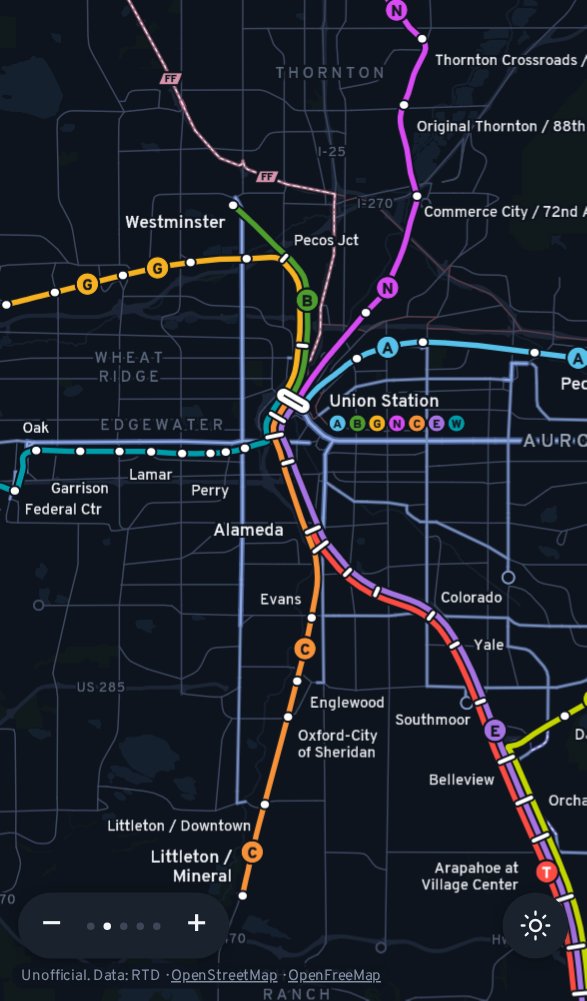 N
Thornton Crossroads /
THORNTON
FF
Original Thornton / 88th
I-25
FF
I-270
Commerce City / 72nd A
Westminster
Pecos Jct
G
G
N
B
A
A
WHEAT
RIDGE
Pec
Union Station
A B G N C E W
EDGEWATER
Oak
AURO
Lamar
Garrison
Perry
Federal Ctr
Alameda
Colorado
Evans
Yale
C
US 285
Englewood
Southmoor
Oxford-City
of Sheridan
E
D
Belleview
Orcha
Littleton / Downtown
Littleton /
Mineral
C
Arapahoe at
Village Center
T
70
470
Unofficial. Data: RTD · OpenStreetMap · OpenFreeMap
RANCH